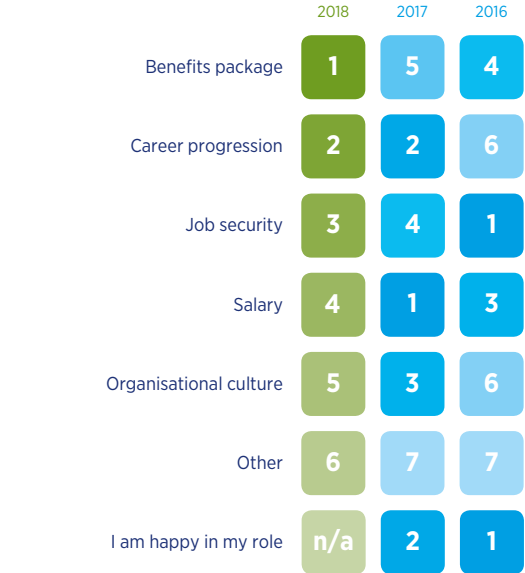 2018 2017 2016
Benefits package 1 5 4
Career progression 2 2 6
Job security 3 4 1
Salary 4 1 3
Organisational culture 5 3 6
Other 6 7 7
I am happy in my role n/a 2 1